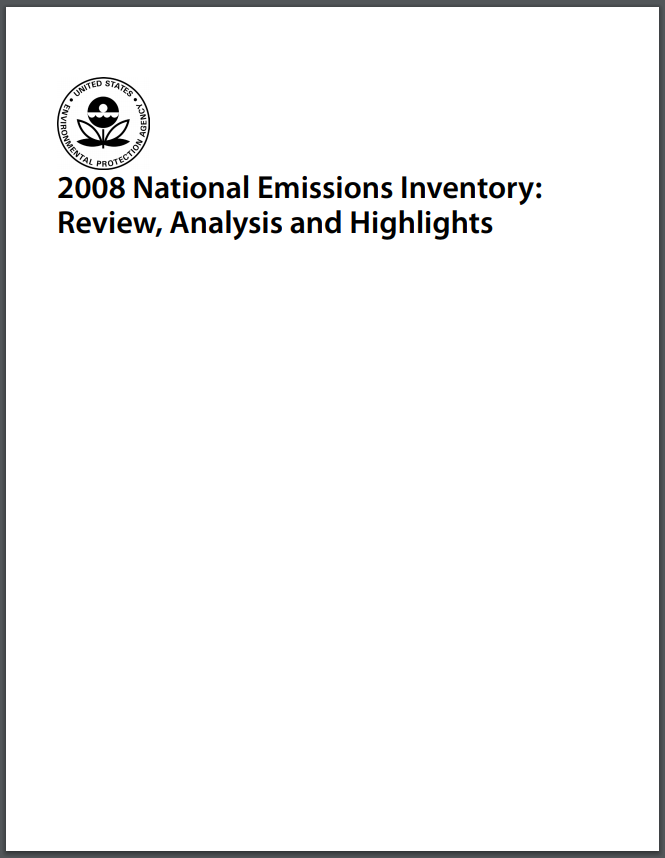 UNITED STATES
ENVIRONMENTAL PROTECTION AGENCY
2008 National Emissions Inventory:
Review, Analysis and Highlights